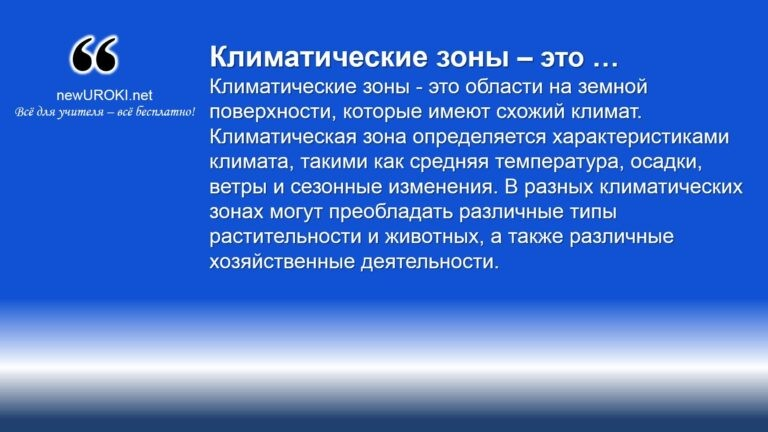 ❝
newUROKI.net
Всё для учителя – всё бесплатно!
Климатические зоны – это …
Климатические зоны - это области на земной
поверхности, которые имеют схожий климат.
Климатическая зона определяется характеристиками
климата, такими как средняя температура, осадки,
ветры и сезонные изменения. В разных климатических
зонах могут преобладать различные типы
растительности и животных, а также различные
хозяйственные деятельности.